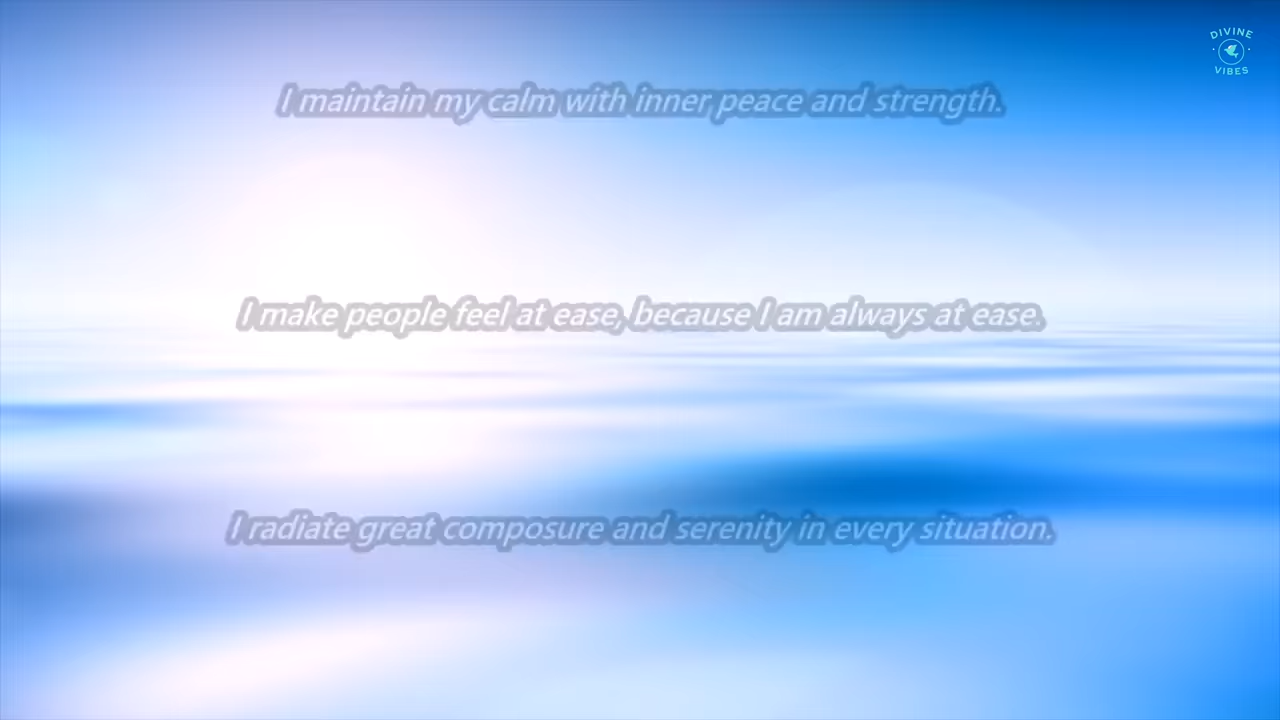 DIVINE
VIBES
I maintain my calm with inner peace and strength.
I make people feel at ease, because I am always at ease.
I radiate great composure and serenity in every situation.